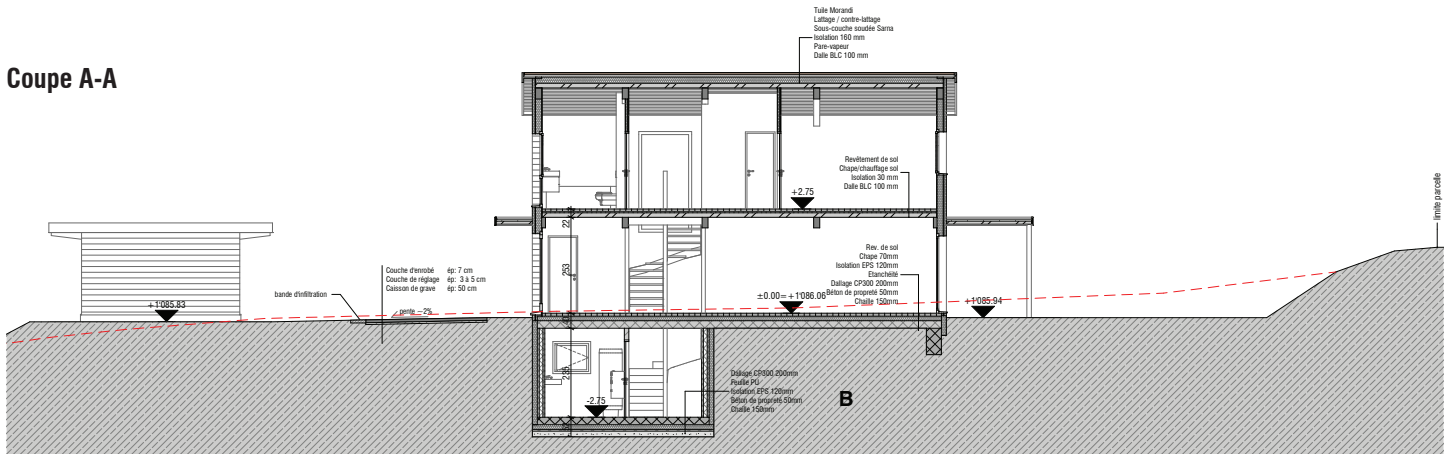 Coupe A-A
Tuile Morandi
Lattage / contre-lattage
Sous-couche soudée Sarna
Isolation 160 mm
Pare-vapeur
Dalle BLC 100 mm
Revêtement de sol
Chape/chauffage sol
Isolation 30 mm
Dalle BLC 100 mm
+2.75
22
limite parcelle
Rev. de sol
Chape 70mm
Isolation EPS 120mm
Etanchéité
Dallage CP300 200mm
Béton de propreté 50mm
Chaille 150mm
253
Couche d'enrobé ép: 7 cm
Couche de réglage ép: 3 à 5 cm
Caisson de grave ép: 50 cm
bande d'infiltration
+1'085.83
pente ~2%
±0.00=+1'086.06
+1'085.94
235
-2.75
Dallage CP300 200mm
Feuille PU
Isolation EPS 120mm
Béton de propreté 50mm
Chaille 150mm
B